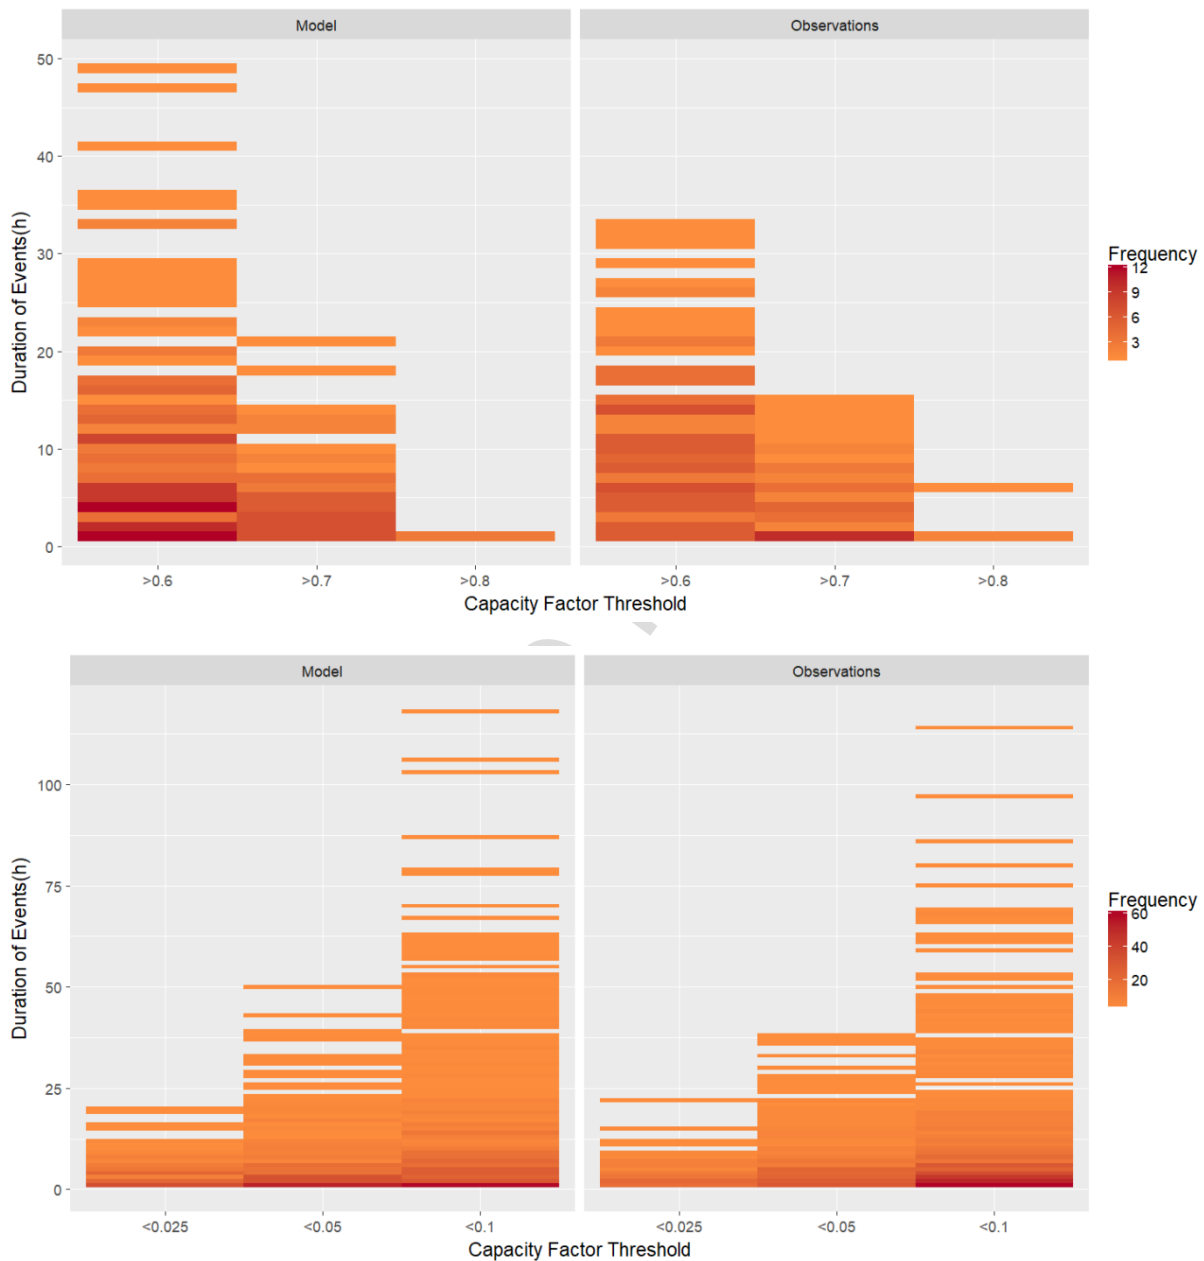 Model Observations
50
40
30
20
10
0
Duration of Events(h)
>0.6 >0.7 >0.8 >0.6 >0.7 >0.8
Capacity Factor Threshold
Frequency
12
9
6
3
Model Observations
100
75
50
25
0
Duration of Events(h)
<0.025 <0.05 <0.1 <0.025 <0.05 <0.1
Capacity Factor Threshold
Frequency
60
40
20